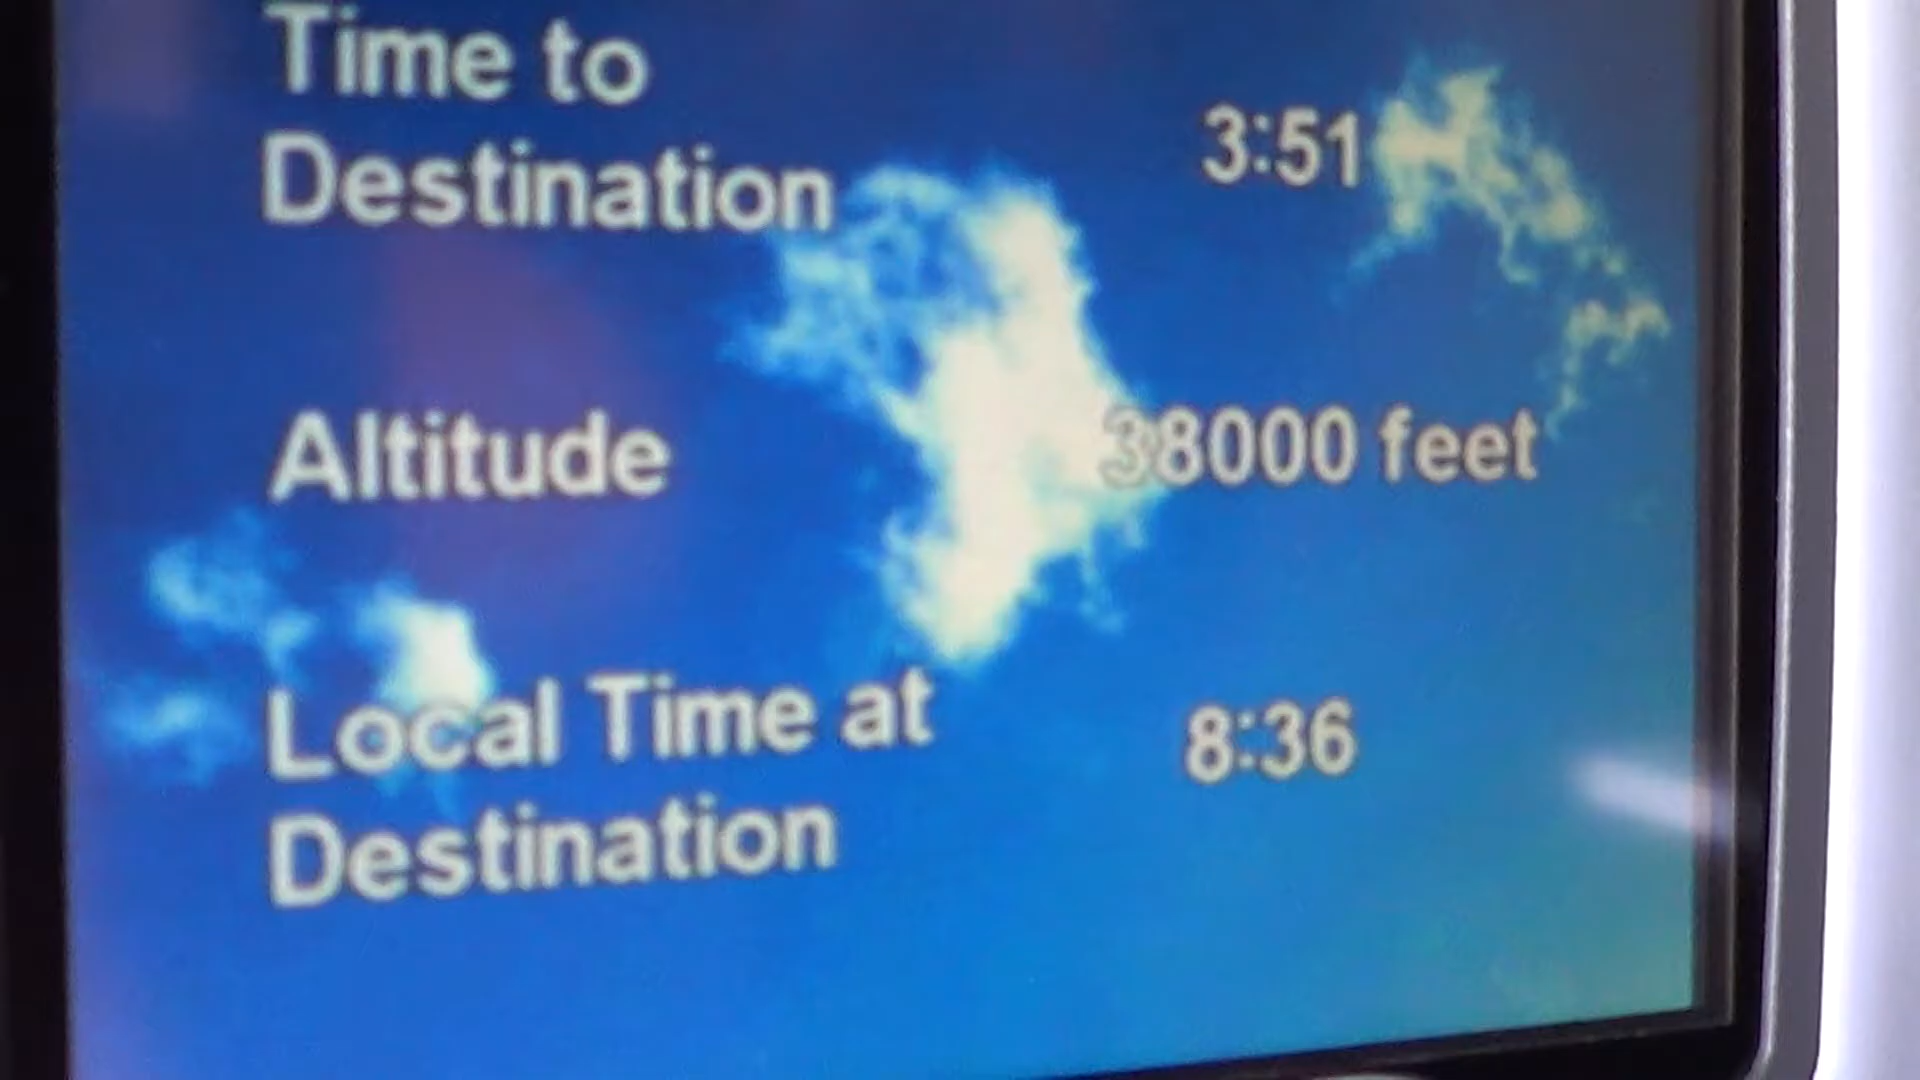 Time to
Destination 3:51
Altitude 38000 feet
Local Time at
Destination 8:36